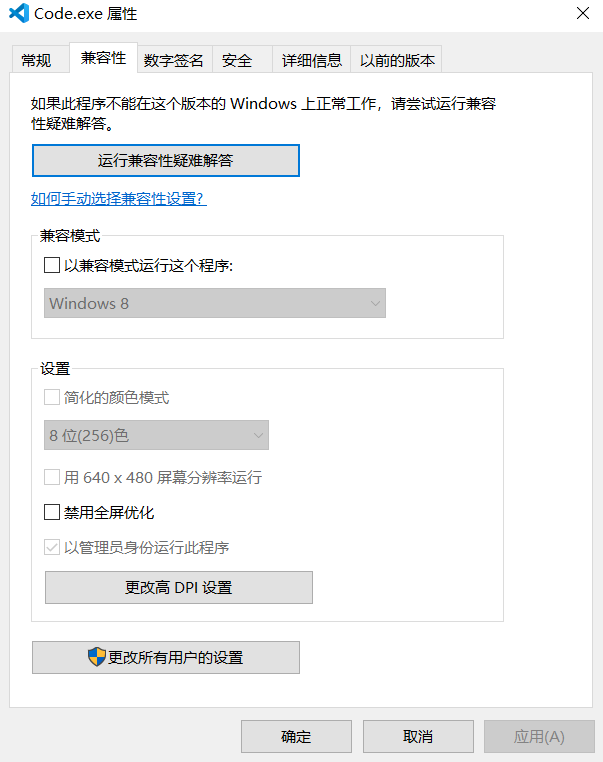 Code.exe 属性
常规
兼容性
数字签名
安全
详细信息
以前的版本
如果此程序不能在这个版本的 Windows 上正常工作，请尝试运行兼容
性疑难解答。
运行兼容性疑难解答
如何手动选择兼容性设置?
兼容模式
以兼容模式运行这个程序:
Windows 8
设置
简化的颜色模式
8 位(256)色
用 640 x 480 屏幕分辨率运行
禁用全屏优化
以管理员身份运行此程序
更改高 DPI 设置
更改所有用户的设置
确定
取消
应用(A)